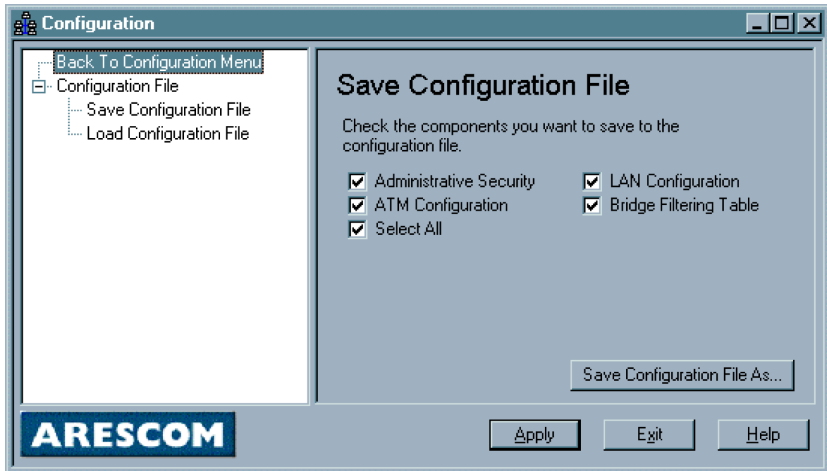 Configuration
Back To Configuration Menu
Configuration File
Save Configuration File
Load Configuration File
Save Configuration File
Check the components you want to save to the
configuration file.
Administrative Security
LAN Configuration
ATM Configuration
Bridge Filtering Table
Select All
Save Configuration File As...
ARESCOM
Apply
Exit
Help